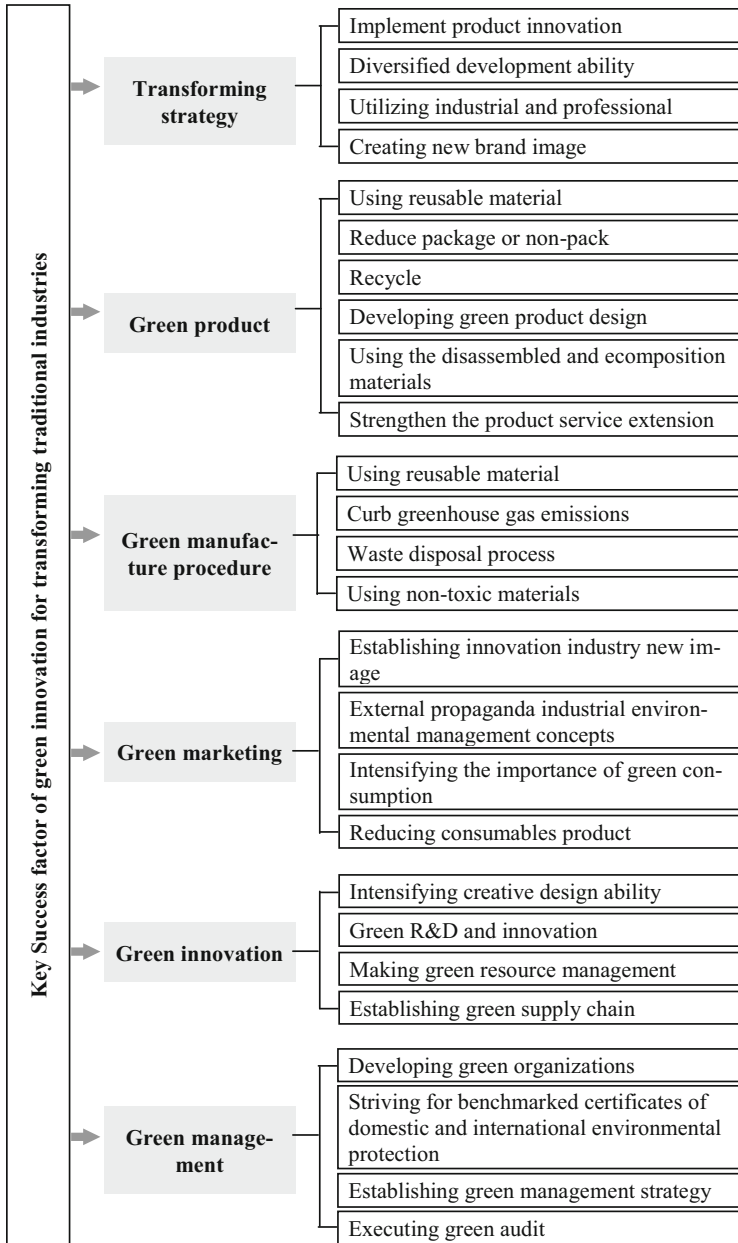 Key Success factor of green innovation for transforming traditional industries
Transforming
strategy
Implement product innovation
Diversified development ability
Utilizing industrial and professional
Creating new brand image
Green product
Using reusable material
Reduce package or non-pack
Recycle
Developing green product design
Using the disassembled and ecomposition
materials
Strengthen the product service extension
Green manufac-
ture procedure
Using reusable material
Curb greenhouse gas emissions
Waste disposal process
Using non-toxic materials
Green marketing
Establishing innovation industry new im-
age
External propaganda industrial environ-
mental management concepts
Intensifying the importance of green con-
sumption
Reducing consumables product
Green innovation
Intensifying creative design ability
Green R&D and innovation
Making green resource management
Establishing green supply chain
Green manage-
ment
Developing green organizations
Striving for benchmarked certificates of
domestic and international environmental
protection
Establishing green management strategy
Executing green audit